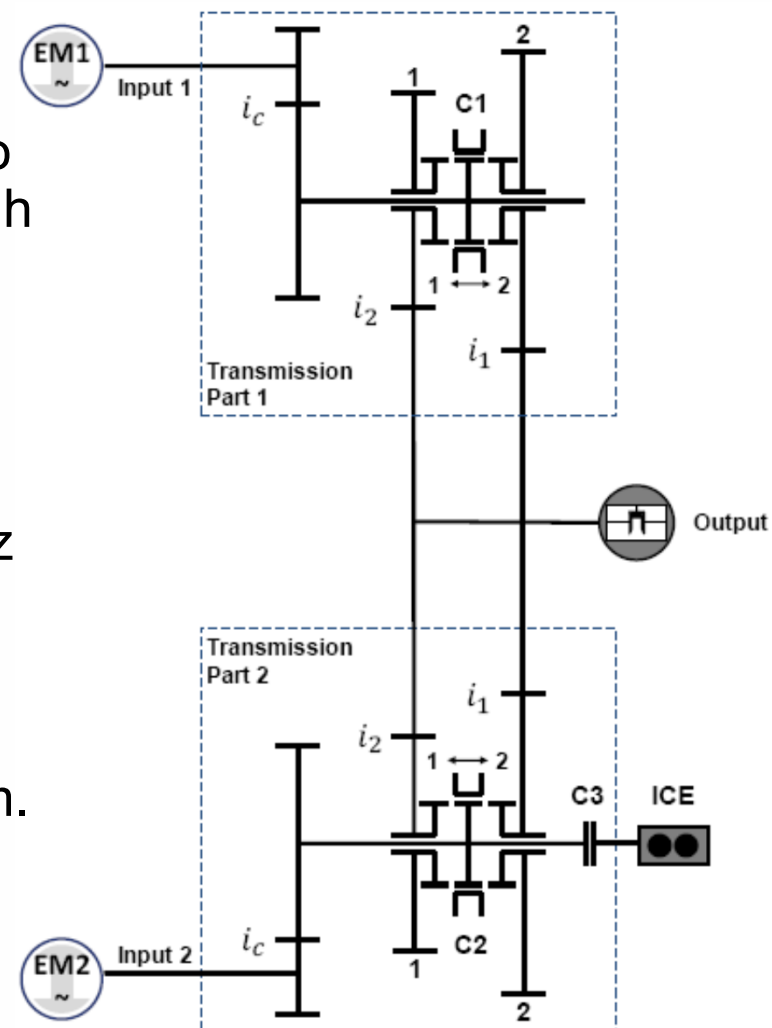 EM1
~
Input 1
i_c
1
2
C1
o
h
1 ↔ 2
i_2
i_1
Transmission
Part 1
Output
z
Transmission
Part 2
i_1
i_2
1 ↔ 2
C3
ICE
n.
EM2
~
Input 2
i_c
C2
1
2